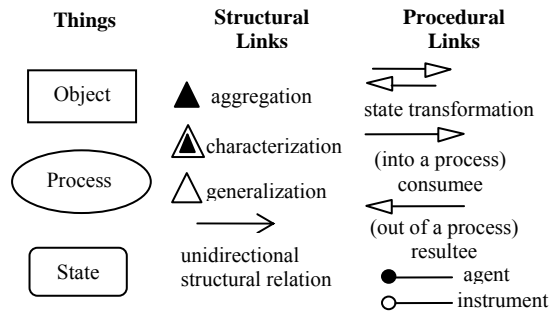 Things
Object
Process
State
Structural
Links
aggregation
characterization
generalization
unidirectional
structural relation
Procedural
Links
state transformation
(into a process)
consumee
(out of a process)
resultee
agent
instrument